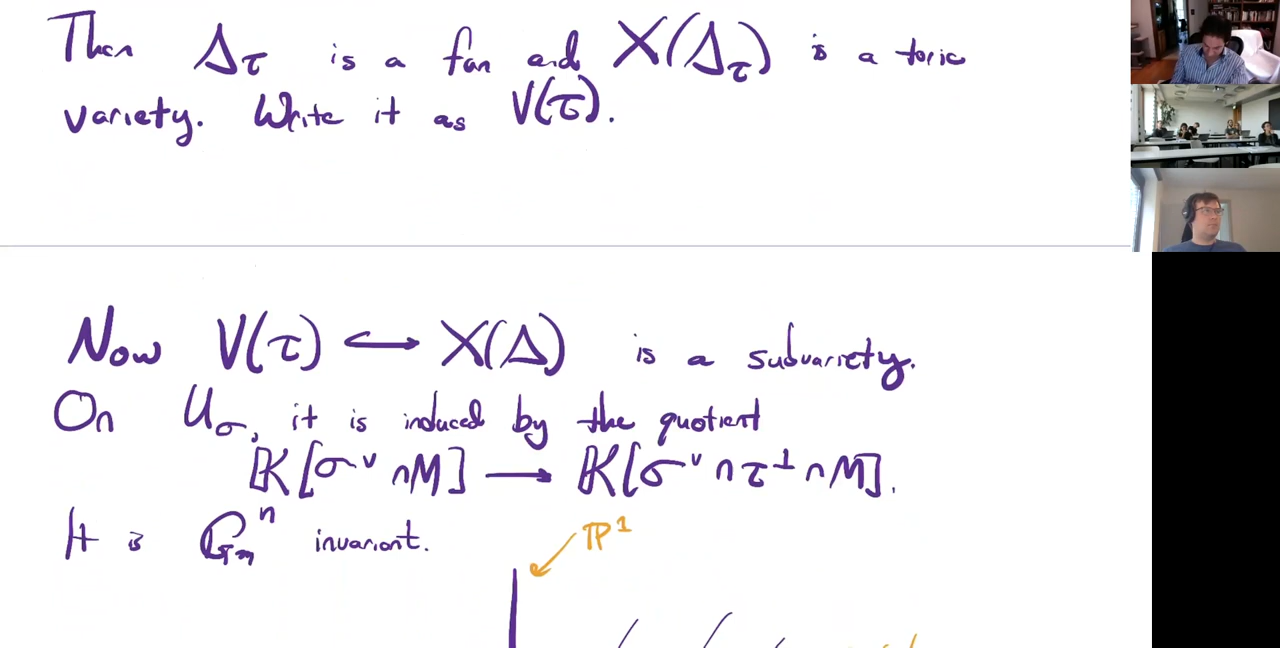 Then Δτ is a fan and X(Δτ) is a toric
variety. Write it as V(τ).
Now V(τ) ↪ X(Δ) is a subvariety.
On Uσ, it is induced by the quotient
𝕂[σ^∨ ∩ M] → 𝕂[σ^∨ ∩ τ^⊥ ∩ M].
It is 𝔾ₘⁿ invariant.
ℙ¹